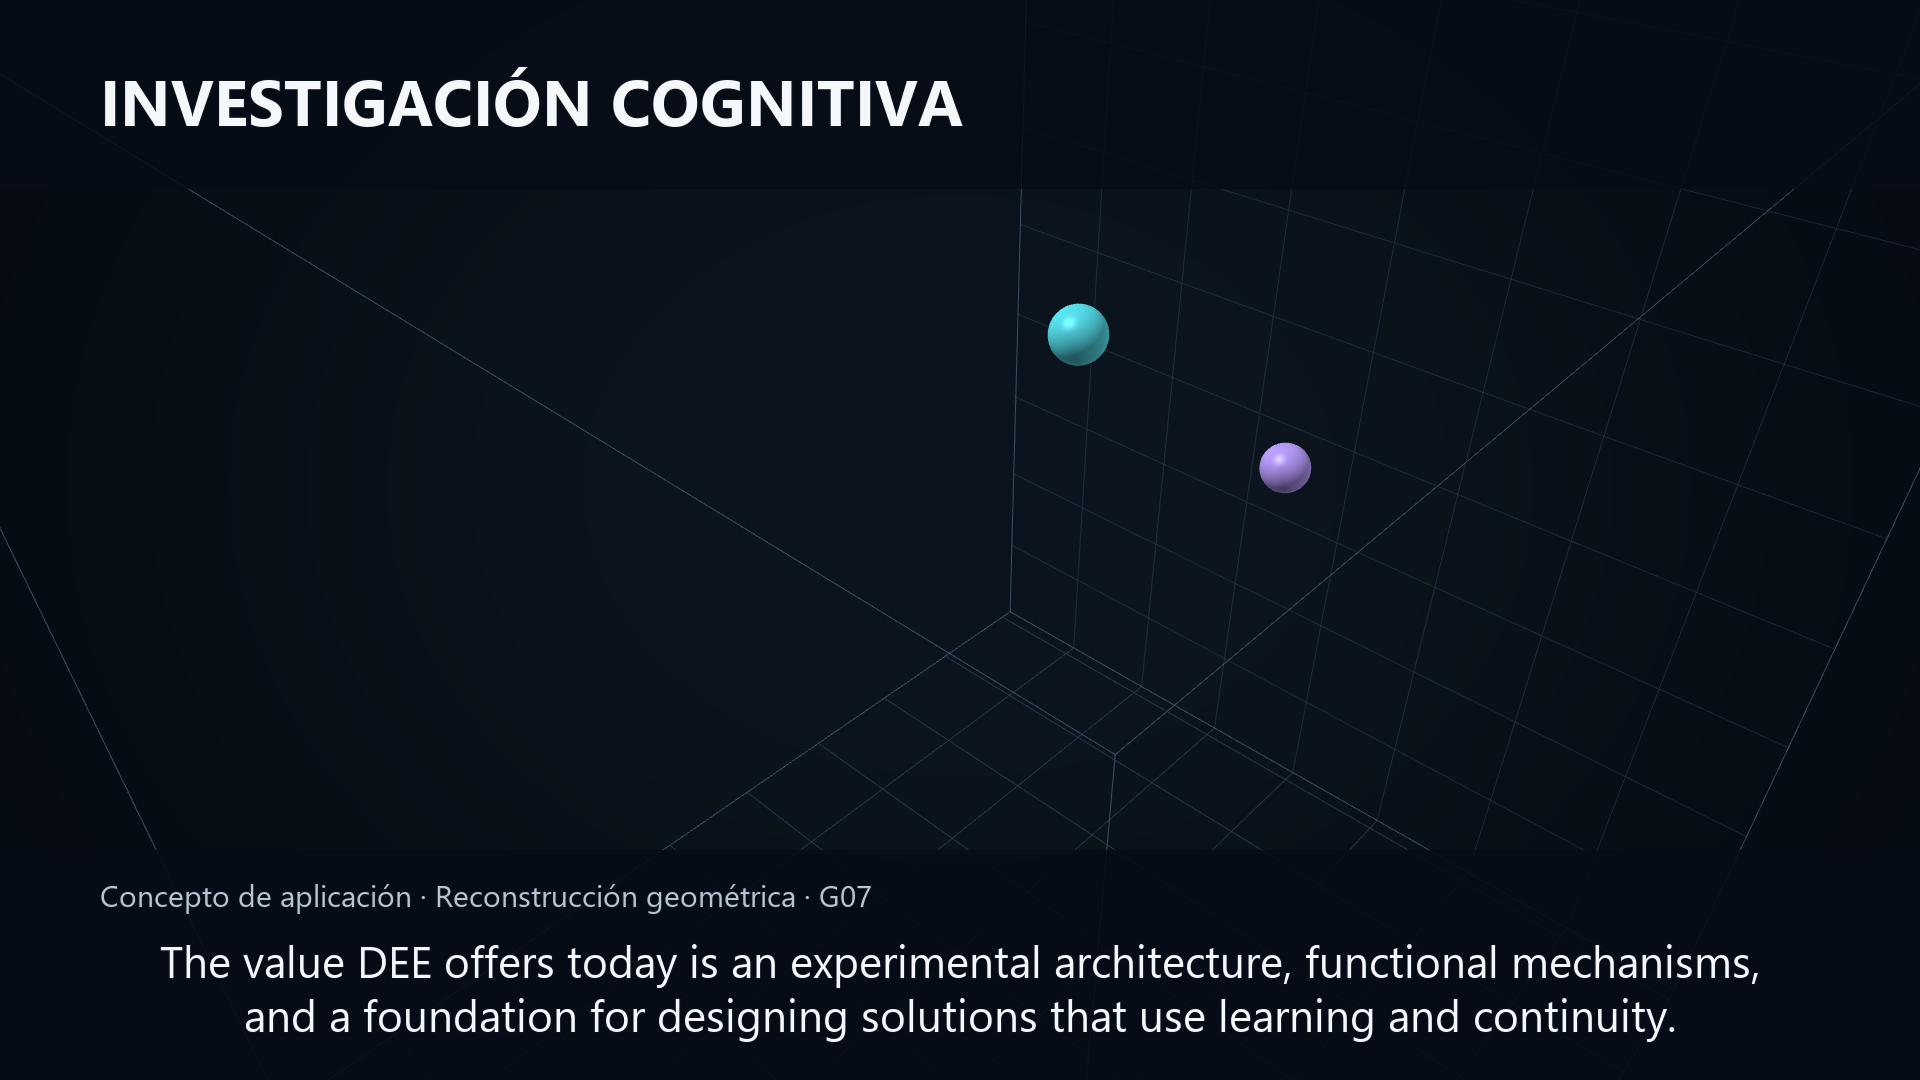 INVESTIGACIÓN COGNITIVA
Concepto de aplicación · Reconstrucción geométrica · G07
The value DEE offers today is an experimental architecture, functional mechanisms,
and a foundation for designing solutions that use learning and continuity.